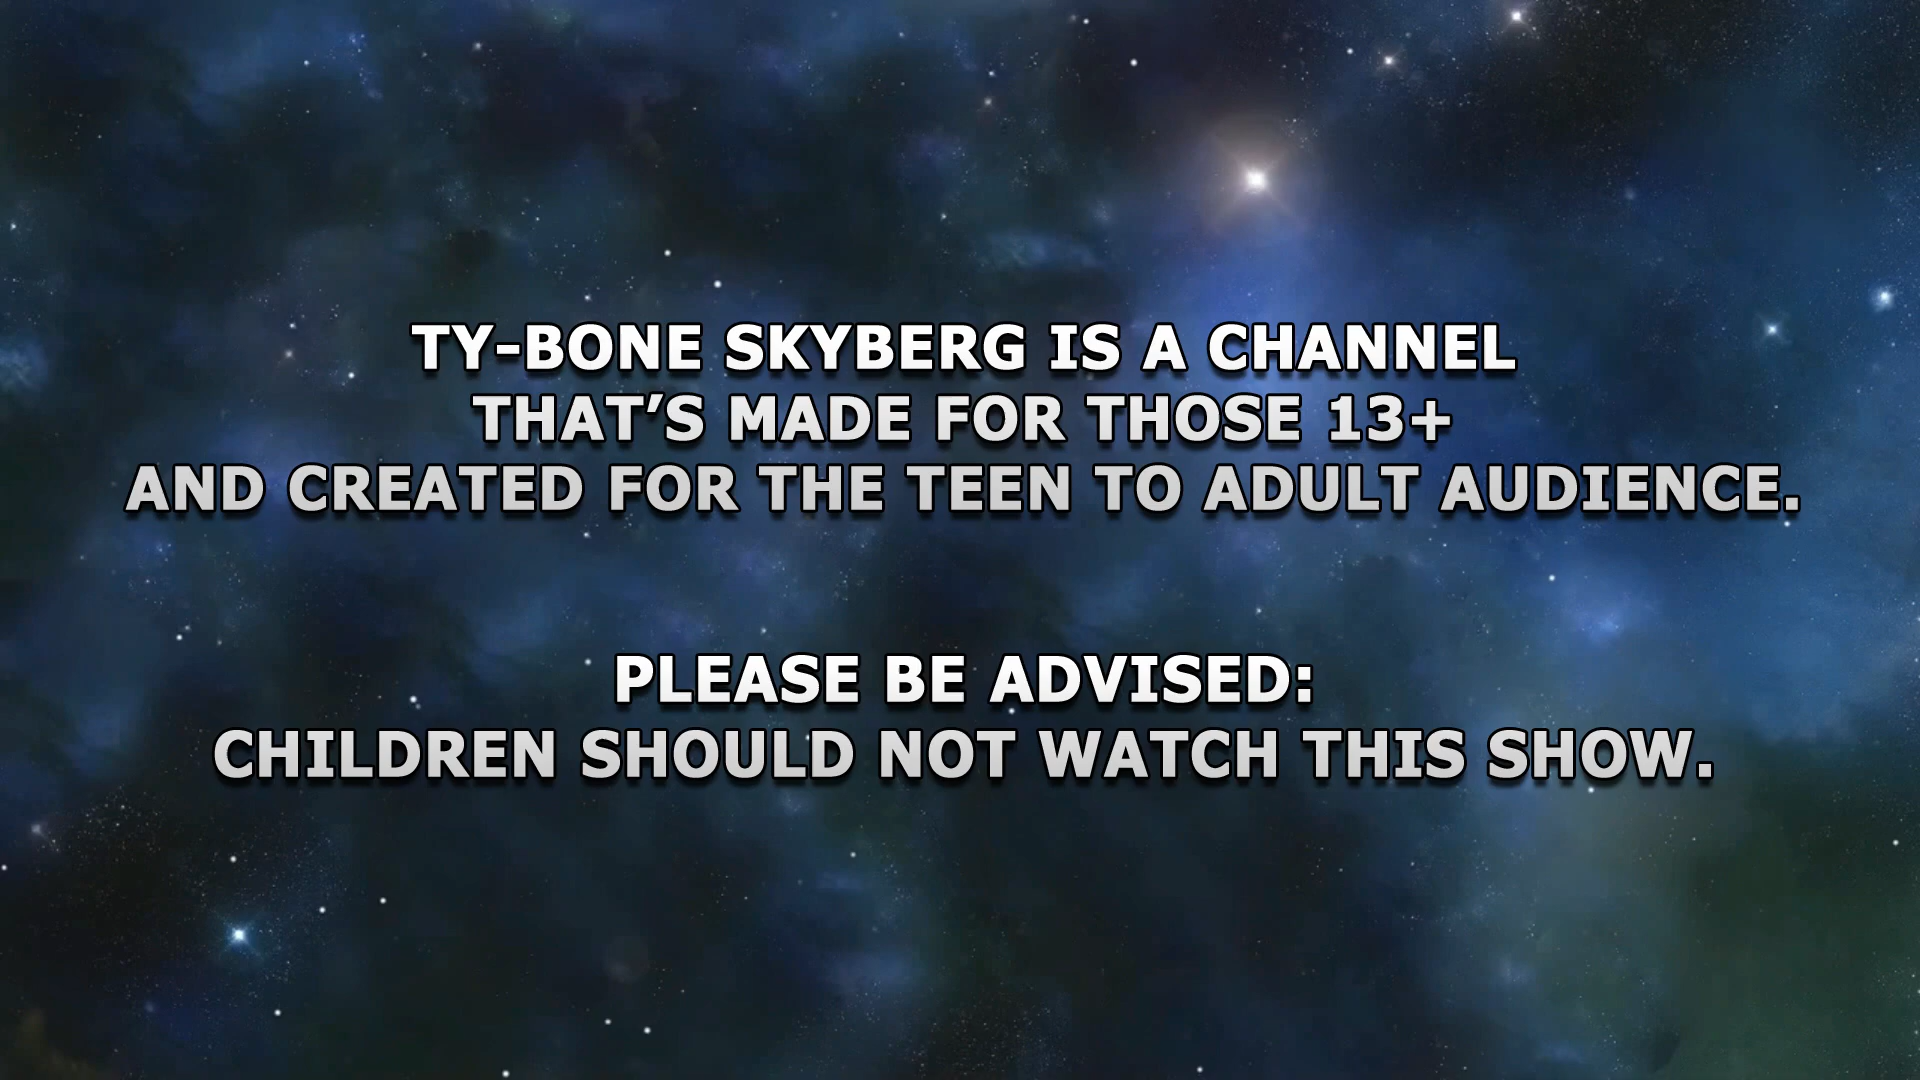 TY-BONE SKYBERG IS A CHANNEL
THAT’S MADE FOR THOSE 13+
AND CREATED FOR THE TEEN TO ADULT AUDIENCE.
PLEASE BE ADVISED:
CHILDREN SHOULD NOT WATCH THIS SHOW.